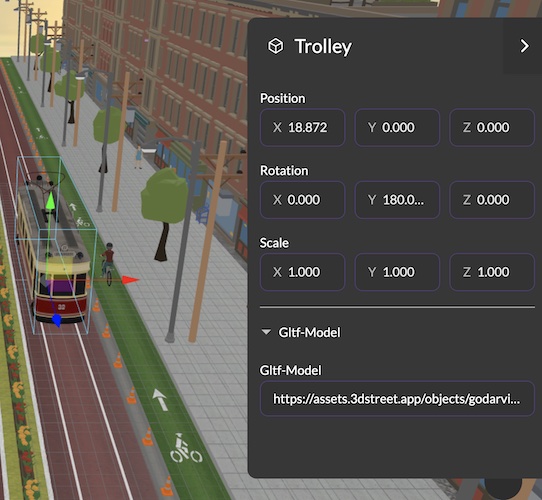 Trolley
Position
X 18.872 Y 0.000 Z 0.000
Rotation
X 0.000 Y 180.0... Z 0.000
Scale
X 1.000 Y 1.000 Z 1.000
Gltf-Model
Gltf-Model
https://assets.3dstreet.app/objects/godarvi...